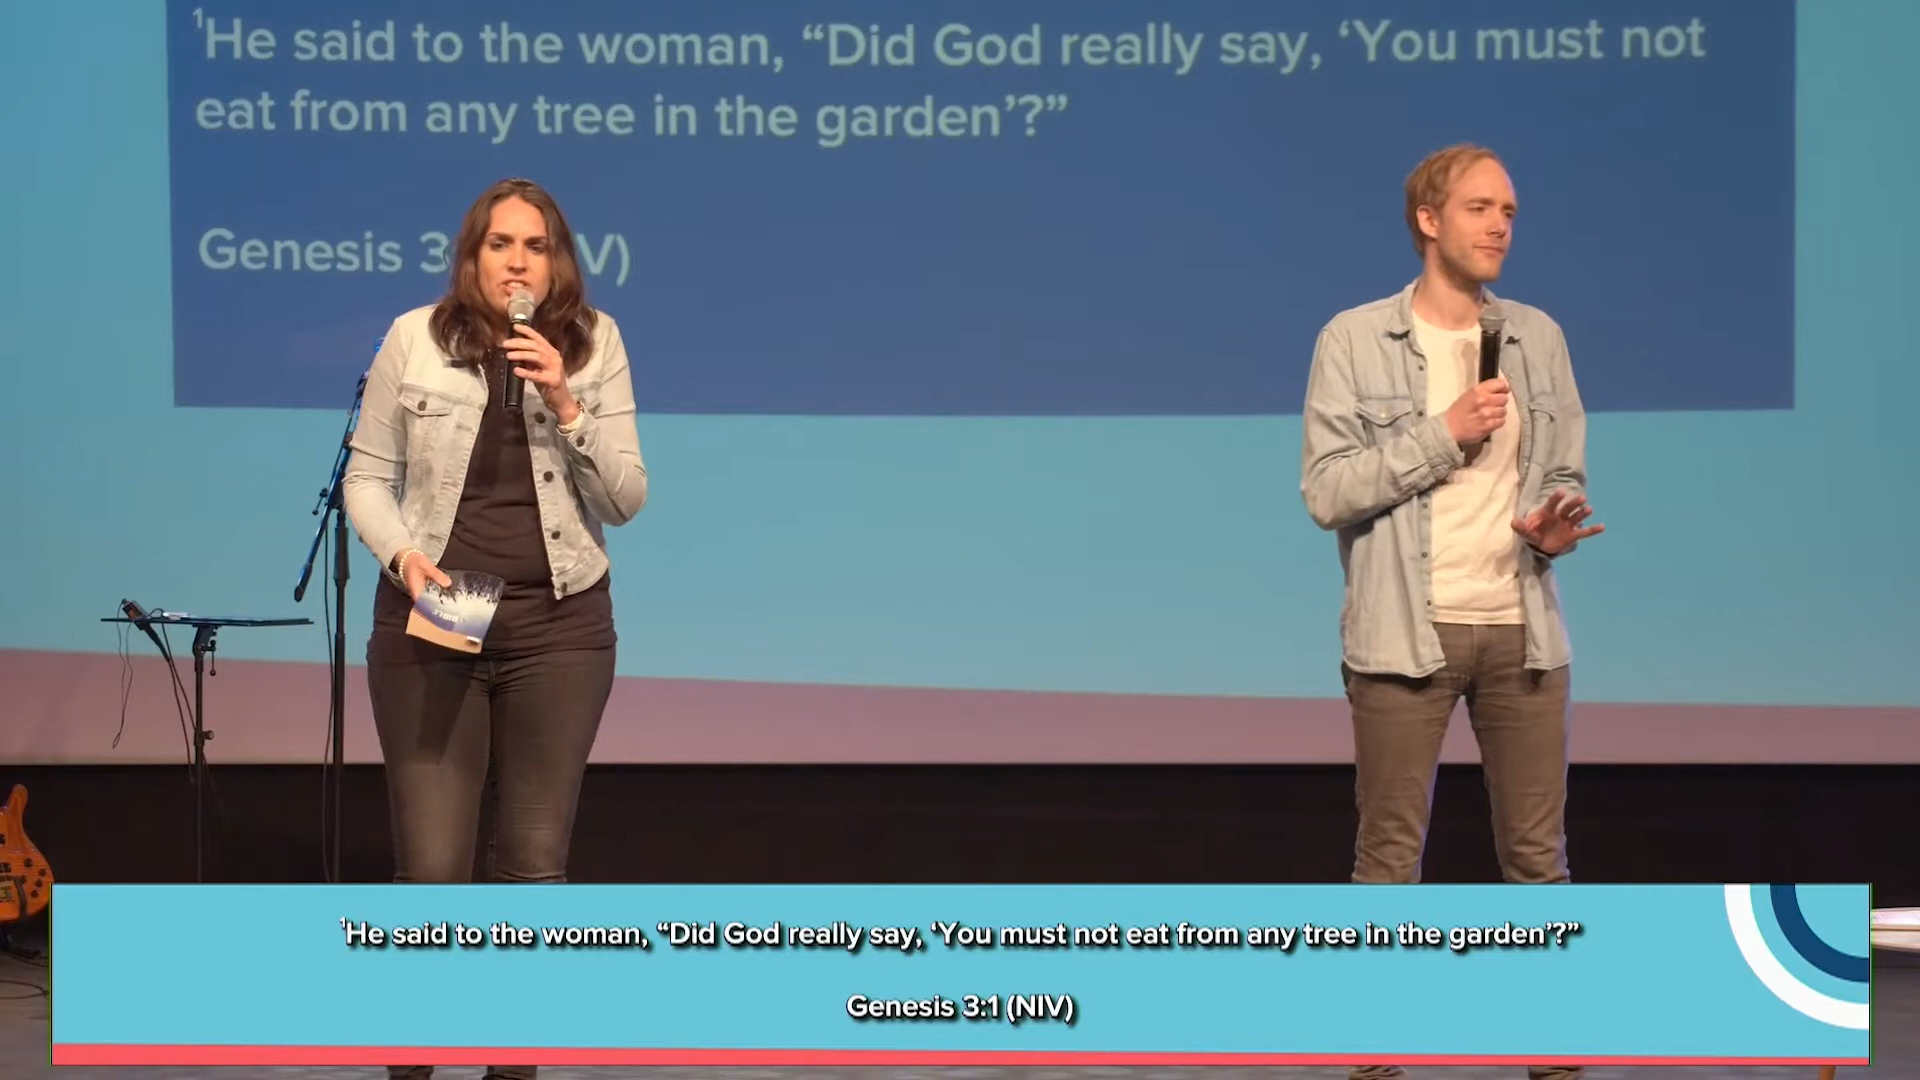 ¹He said to the woman, “Did God really say, ‘You must not
eat from any tree in the garden’?”
Genesis 3
V)
¹He said to the woman, “Did God really say, ‘You must not eat from any tree in the garden’?”
Genesis 3:1 (NIV)